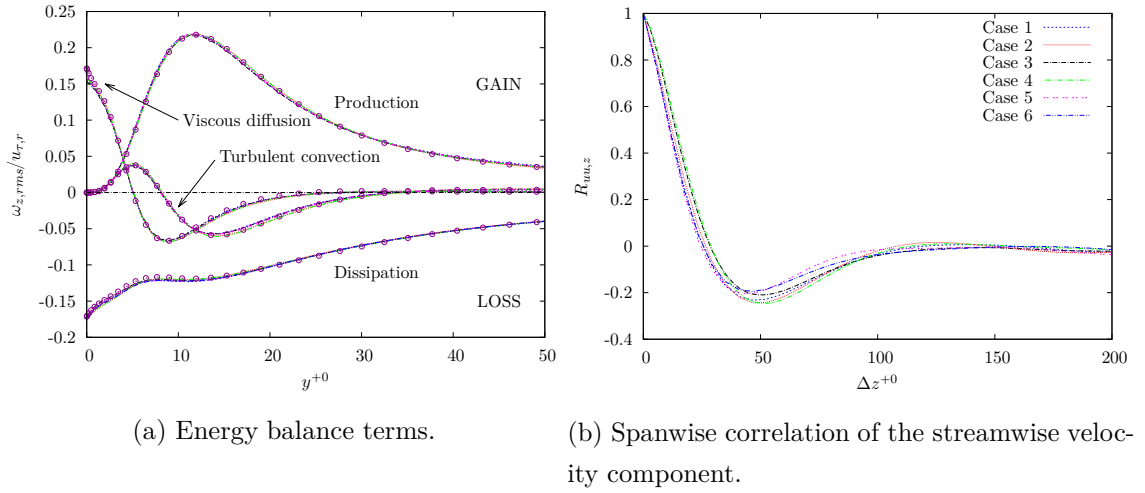 0.25
0.2
0.15
0.1
0.05
0
-0.05
-0.1
-0.15
-0.2
ω_{z,rms}/u_{τ,r}
0 10 20 30 40 50
y^{+0}
GAIN
Production
Viscous diffusion
Turbulent convection
Dissipation
LOSS
(a) Energy balance terms.
1
0.8
0.6
0.4
0.2
0
-0.2
-0.4
R_{uu,z}
0 50 100 150 200
Δz^{+0}
Case 1
Case 2
Case 3
Case 4
Case 5
Case 6
(b) Spanwise correlation of the streamwise veloc-
ity component.